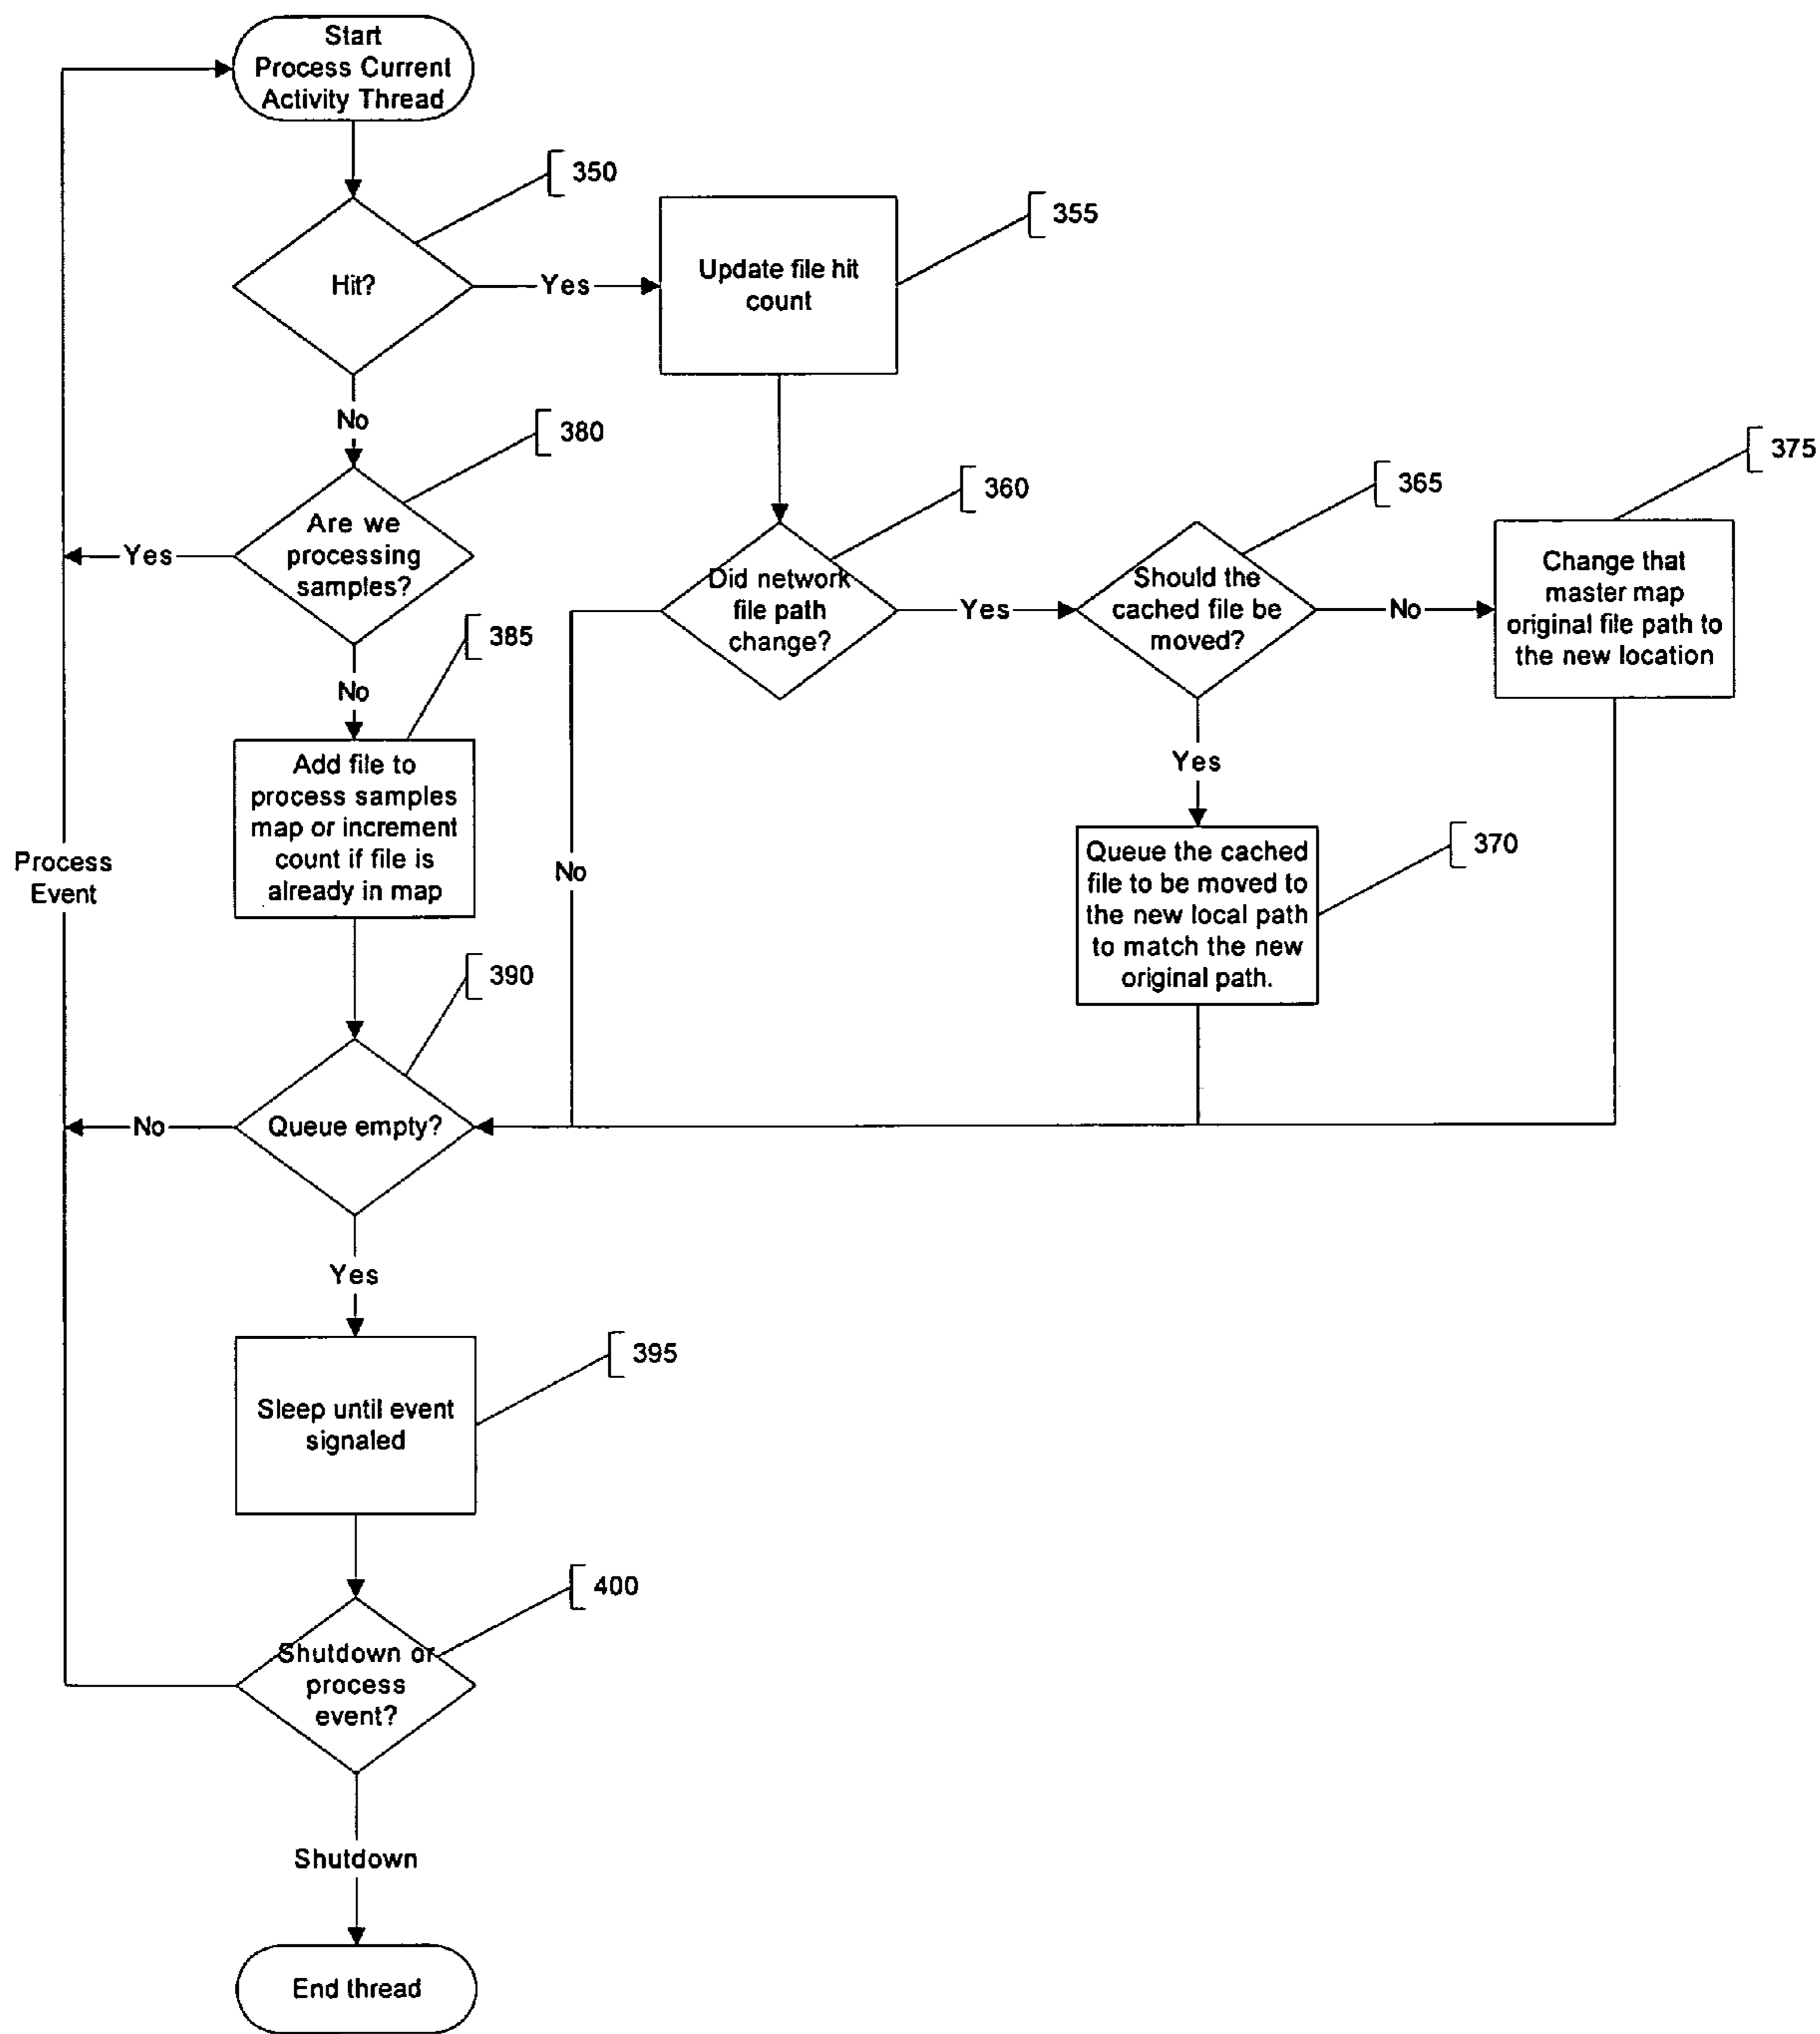 Start
Process Current
Activity Thread
350
Hit?
Yes
Update file hit
count
355
No
380
Are we
processing
samples?
Yes
No
360
Did network
file path
change?
Yes
365
Should the
cached file be
moved?
No
375
Change that
master map
original file path to
the new location
385
Add file to
process samples
map or increment
count if file is
already in map
Process
Event
No
Yes
370
Queue the cached
file to be moved to
the new local path
to match the new
original path.
390
Queue empty?
No
Yes
395
Sleep until event
signaled
400
Shutdown or
process
event?
Shutdown
End thread